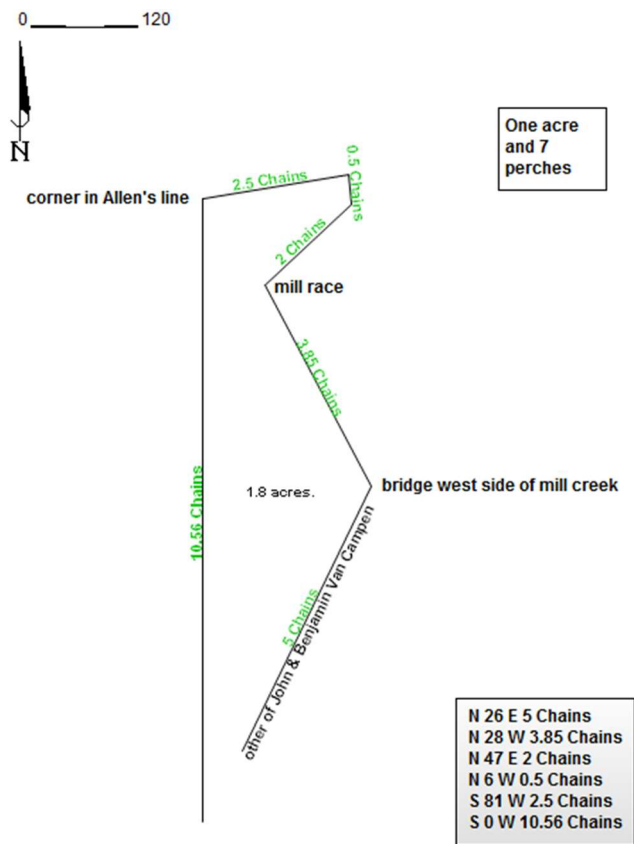 0 120
N
One acre
and 7
perches
corner in Allen's line
2.5 Chains
0.5 Chains
2 Chains
mill race
3.85 Chains
10.56 Chains
1.8 acres.
bridge west side of mill creek
5 Chains
other of John & Benjamin Van Campen
N 26 E 5 Chains
N 28 W 3.85 Chains
N 47 E 2 Chains
N 6 W 0.5 Chains
S 81 W 2.5 Chains
S 0 W 10.56 Chains